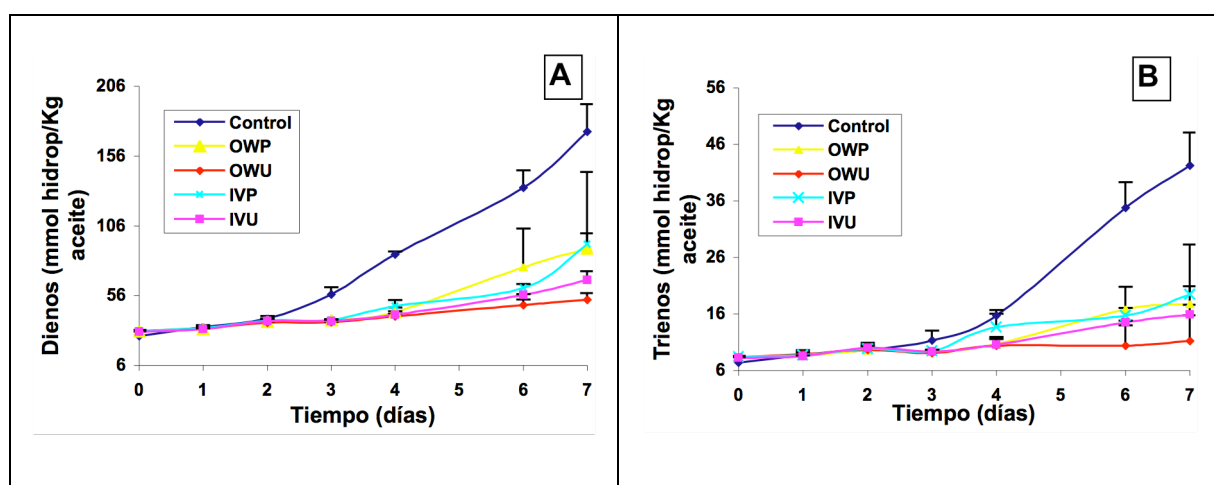 A
Dienos (mmol hidrop/Kg
aceite)
206
156
106
56
6
Control
OWP
OWU
IVP
IVU
0 1 2 3 4 5 6 7
Tiempo (días)
B
Trienos (mmol hidrop/Kg
aceite)
56
46
36
26
16
6
Control
OWP
OWU
IVP
IVU
0 1 2 3 4 5 6 7
Tiempo (días)